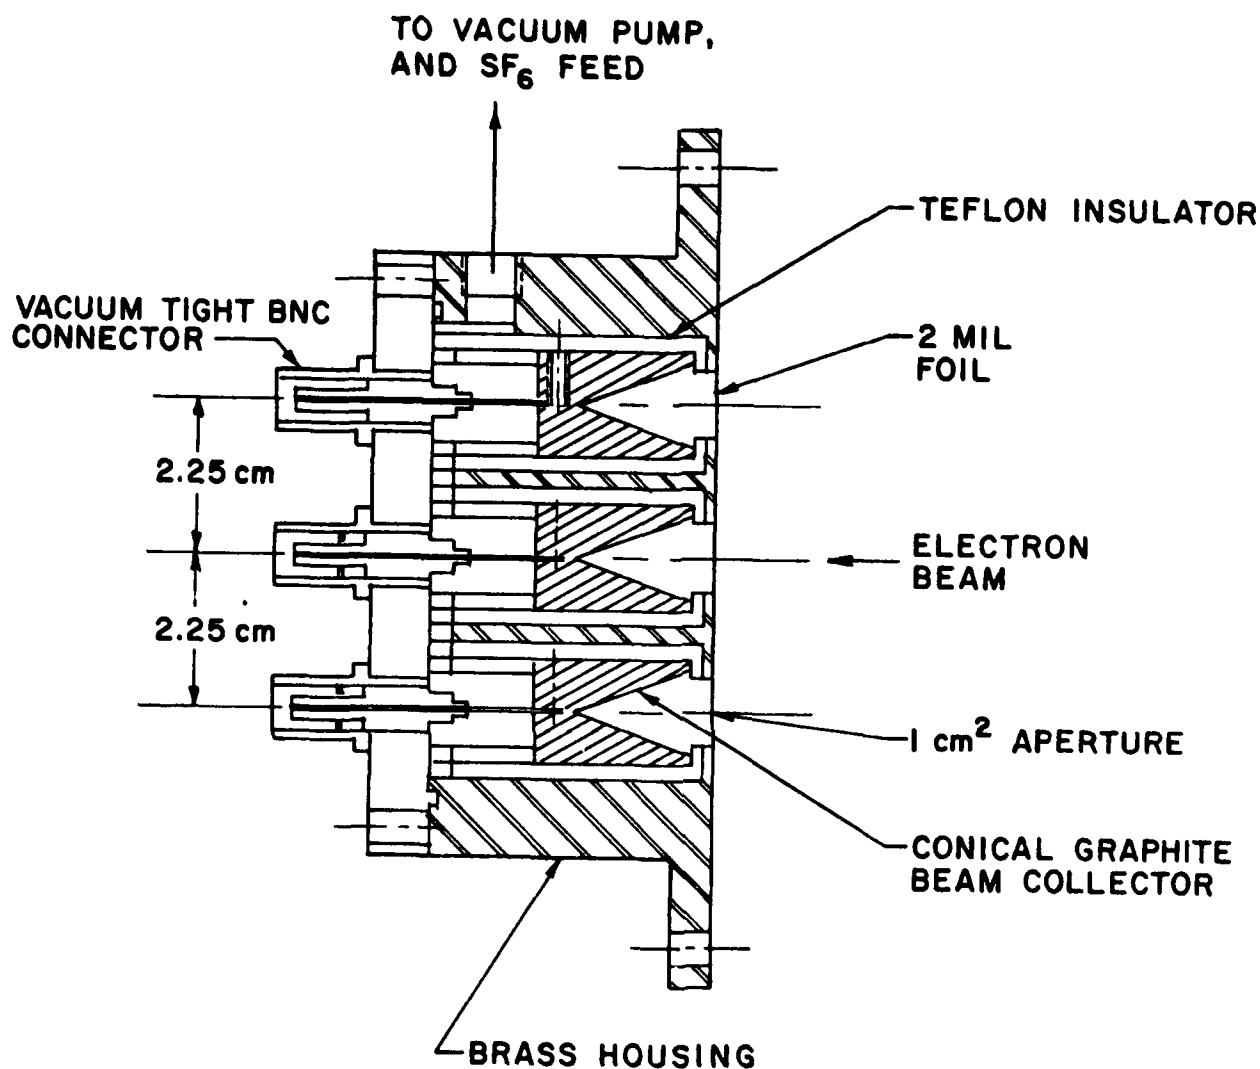 TO VACUUM PUMP,
AND SF₆ FEED
TEFLON INSULATOR
VACUUM TIGHT BNC
CONNECTOR
2 MIL
FOIL
2.25 cm
ELECTRON
BEAM
2.25 cm
1 cm² APERTURE
CONICAL GRAPHITE
BEAM COLLECTOR
BRASS HOUSING